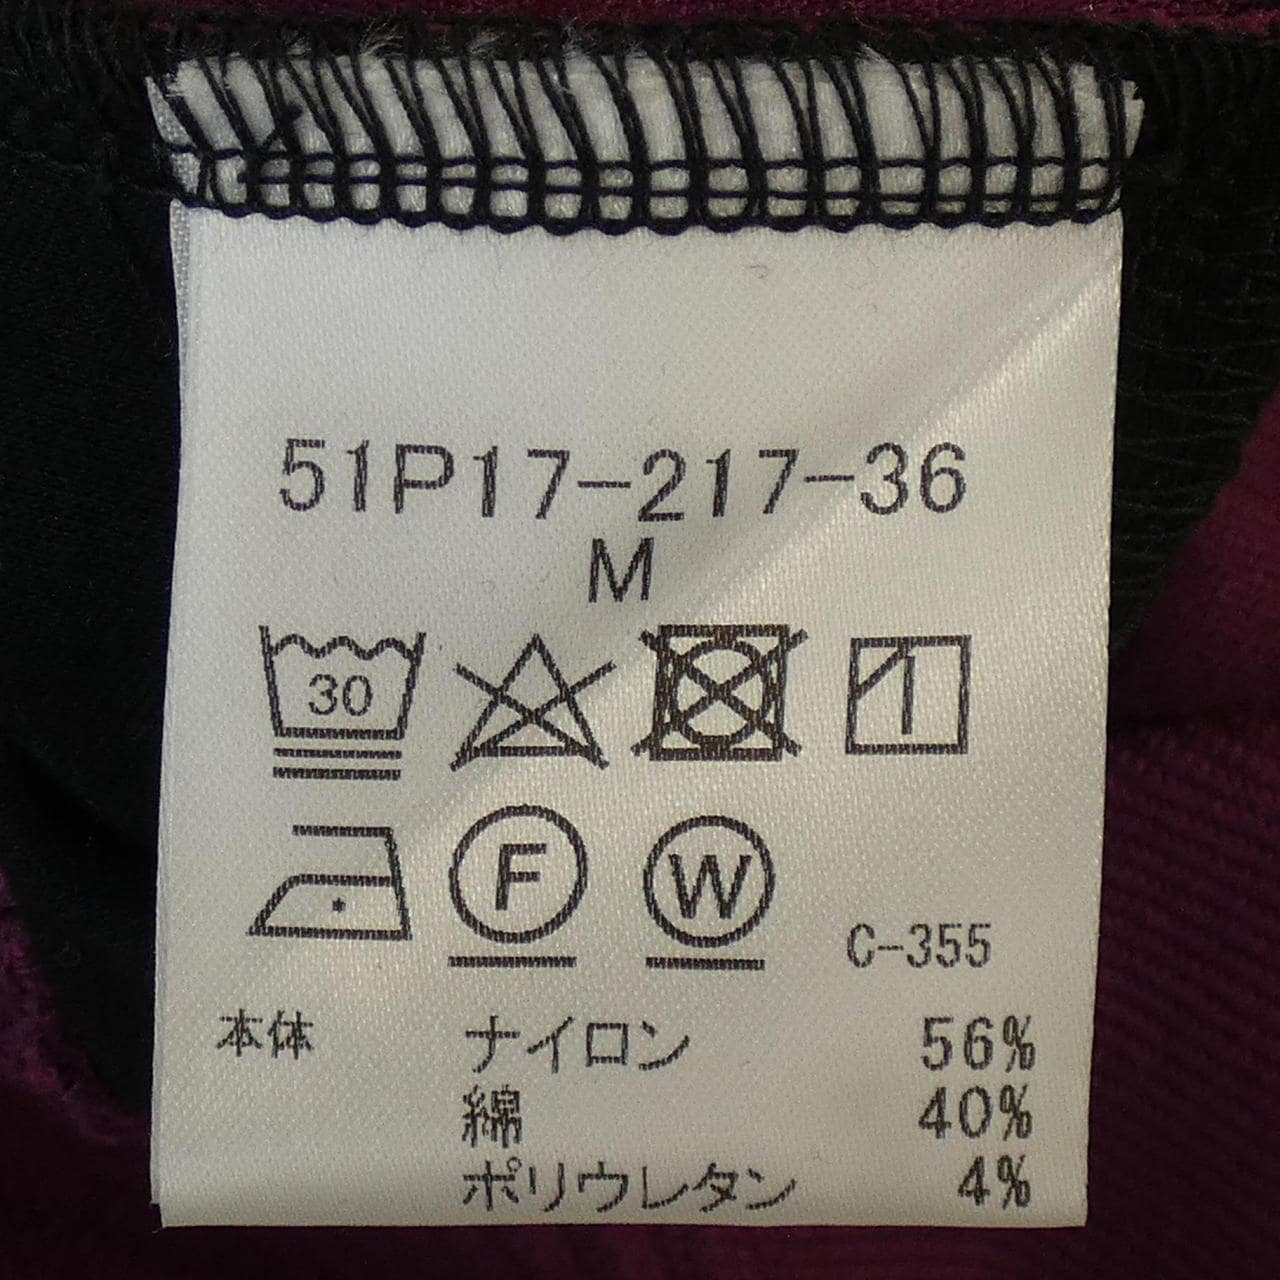 51P17-217-36
M
30
F W
C-355
本体 ナイロン 56%
綿 40%
ポリウレタン 4%